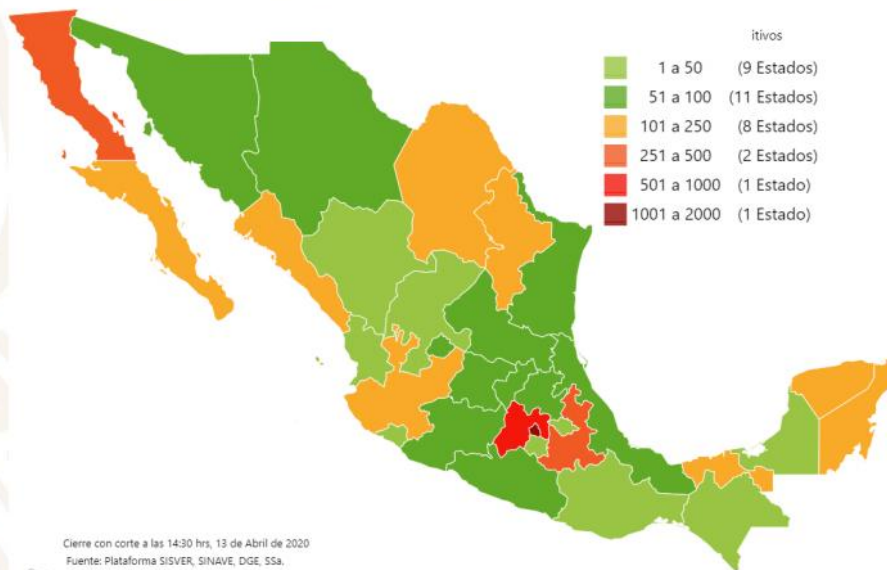 itivos
1 a 50 (9 Estados)
51 a 100 (11 Estados)
101 a 250 (8 Estados)
251 a 500 (2 Estados)
501 a 1000 (1 Estado)
1001 a 2000 (1 Estado)
Cierre con corte a las 14:30 hrs, 13 de Abril de 2020
Fuente: Plataforma SISVER, SINAVE, DGE, SSa.